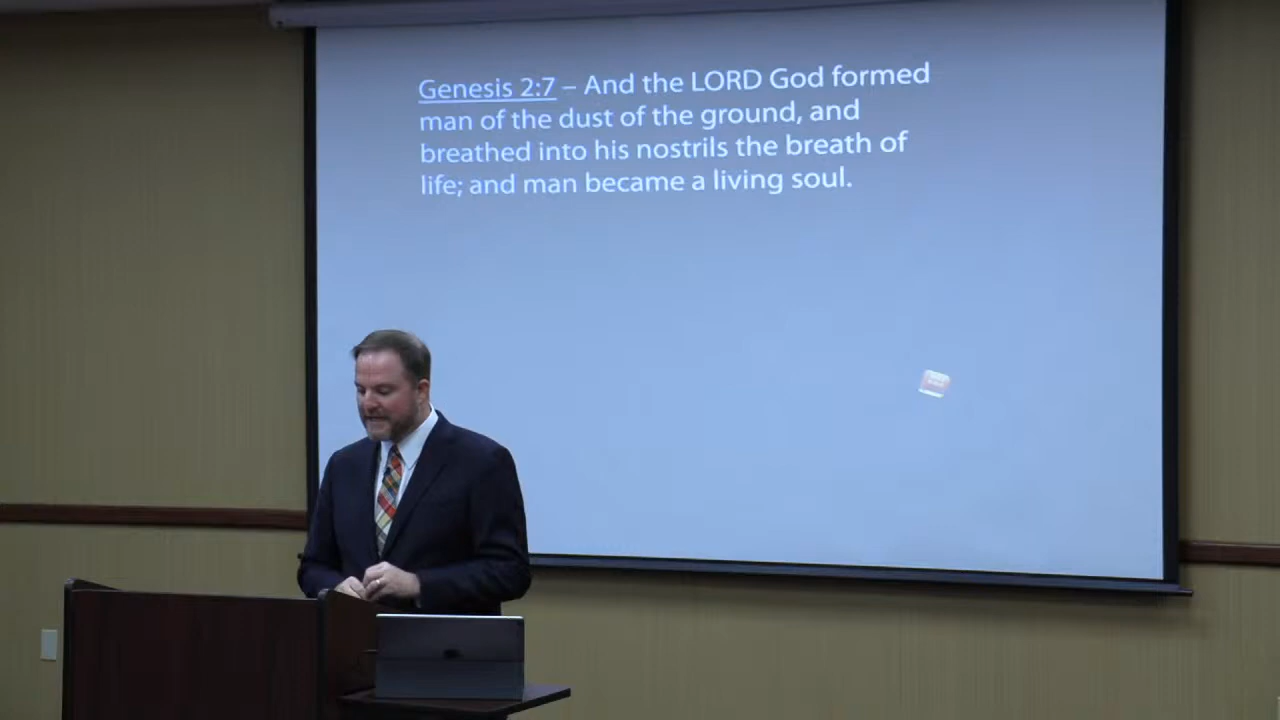 Genesis 2:7 – And the LORD God formed
man of the dust of the ground, and
breathed into his nostrils the breath of
life; and man became a living soul.